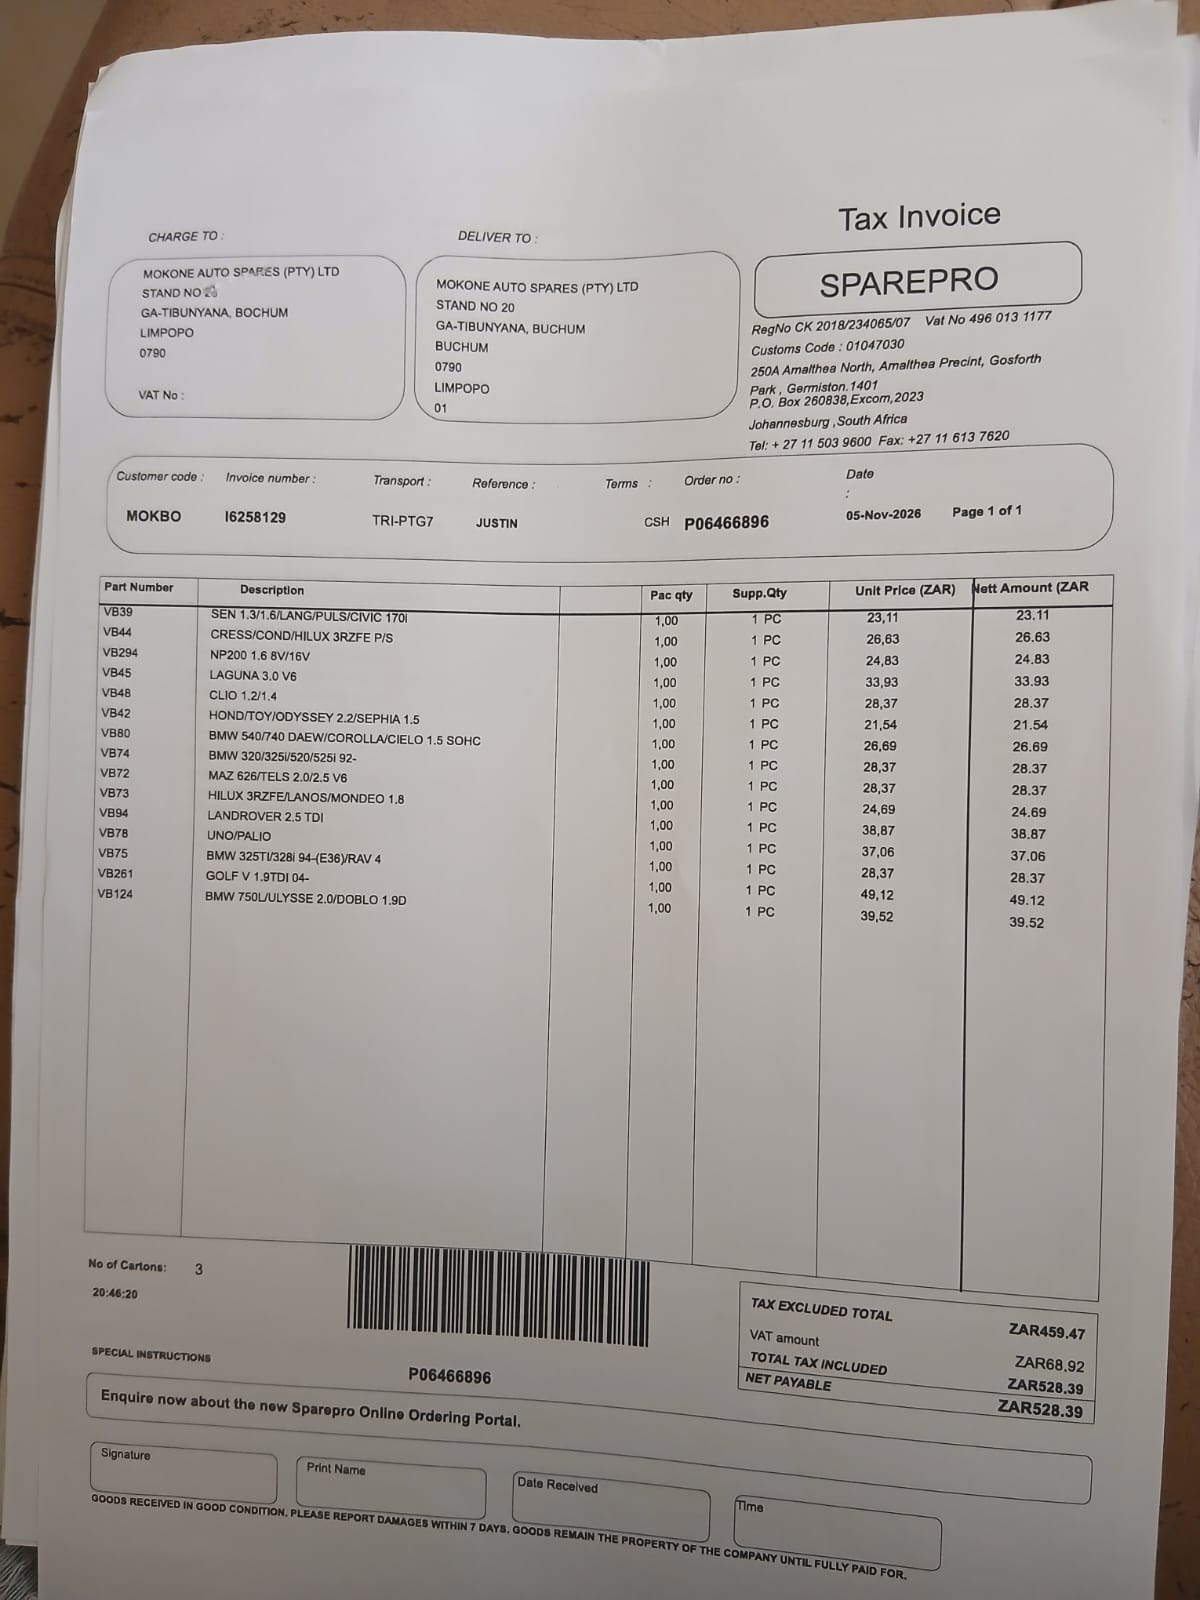 Tax Invoice
CHARGE TO :
MOKONE AUTO SPARES (PTY) LTD
STAND NO
GA-TIBUNYANA, BOCHUM
LIMPOPO
0790
VAT No :
DELIVER TO :
MOKONE AUTO SPARES (PTY) LTD
STAND NO 20
GA-TIBUNYANA, BUCHUM
BUCHUM
0790
LIMPOPO
01
SPAREPRO
RegNo CK 2018/234065/07 Vat No 496 013 1177
Customs Code : 01047030
250A Amalthea North, Amalthea Precint, Gosforth
Park , Germiston.1401
P.O. Box 260838,Excom,2023
Johannesburg ,South Africa
Tel: + 27 11 503 9600 Fax: +27 11 613 7620
Customer code : Invoice number : Transport : Reference : Terms : Order no : Date :
MOKBO I6258129 TRI-PTG7 JUSTIN CSH P06466896 05-Nov-2026 Page 1 of 1
Part Number Description Pac qty Supp.Qty Unit Price (ZAR) Nett Amount (ZAR
VB39 SEN 1.3/1.6/LANG/PULS/CIVIC 170i 1,00 1 PC 23,11 23.11
VB44 CRESS/COND/HILUX 3RZFE P/S 1,00 1 PC 26,63 26.63
VB294 NP200 1.6 8V/16V 1,00 1 PC 24,83 24.83
VB45 LAGUNA 3.0 V6 1,00 1 PC 33,93 33.93
VB48 CLIO 1.2/1.4 1,00 1 PC 28,37 28.37
VB42 HOND/TOY/ODYSSEY 2.2/SEPHIA 1.5 1,00 1 PC 21,54 21.54
VB80 BMW 540/740 DAEW/COROLLA/CIELO 1.5 SOHC 1,00 1 PC 26,69 26.69
VB74 BMW 320/325i/520/525i 92- 1,00 1 PC 28,37 28.37
VB72 MAZ 626/TELS 2.0/2.5 V6 1,00 1 PC 28,37 28.37
VB73 HILUX 3RZFE/LANOS/MONDEO 1.8 1,00 1 PC 24,69 24.69
VB94 LANDROVER 2.5 TDI 1,00 1 PC 38,87 38.87
VB78 UNO/PALIO 1,00 1 PC 37,06 37.06
VB75 BMW 325TI/328i 94-(E36)/RAV 4 1,00 1 PC 28,37 28.37
VB261 GOLF V 1.9TDI 04- 1,00 1 PC 49,12 49.12
VB124 BMW 750L/ULYSSE 2.0/DOBLO 1.9D 1,00 1 PC 39,52 39.52
No of Cartons: 3
20:46:20
SPECIAL INSTRUCTIONS
P06466896
TAX EXCLUDED TOTAL ZAR459.47
VAT amount ZAR68.92
TOTAL TAX INCLUDED ZAR528.39
NET PAYABLE ZAR528.39
Enquire now about the new Sparepro Online Ordering Portal.
Signature Print Name Date Received Time
GOODS RECEIVED IN GOOD CONDITION. PLEASE REPORT DAMAGES WITHIN 7 DAYS. GOODS REMAIN THE PROPERTY OF THE COMPANY UNTIL FULLY PAID FOR.